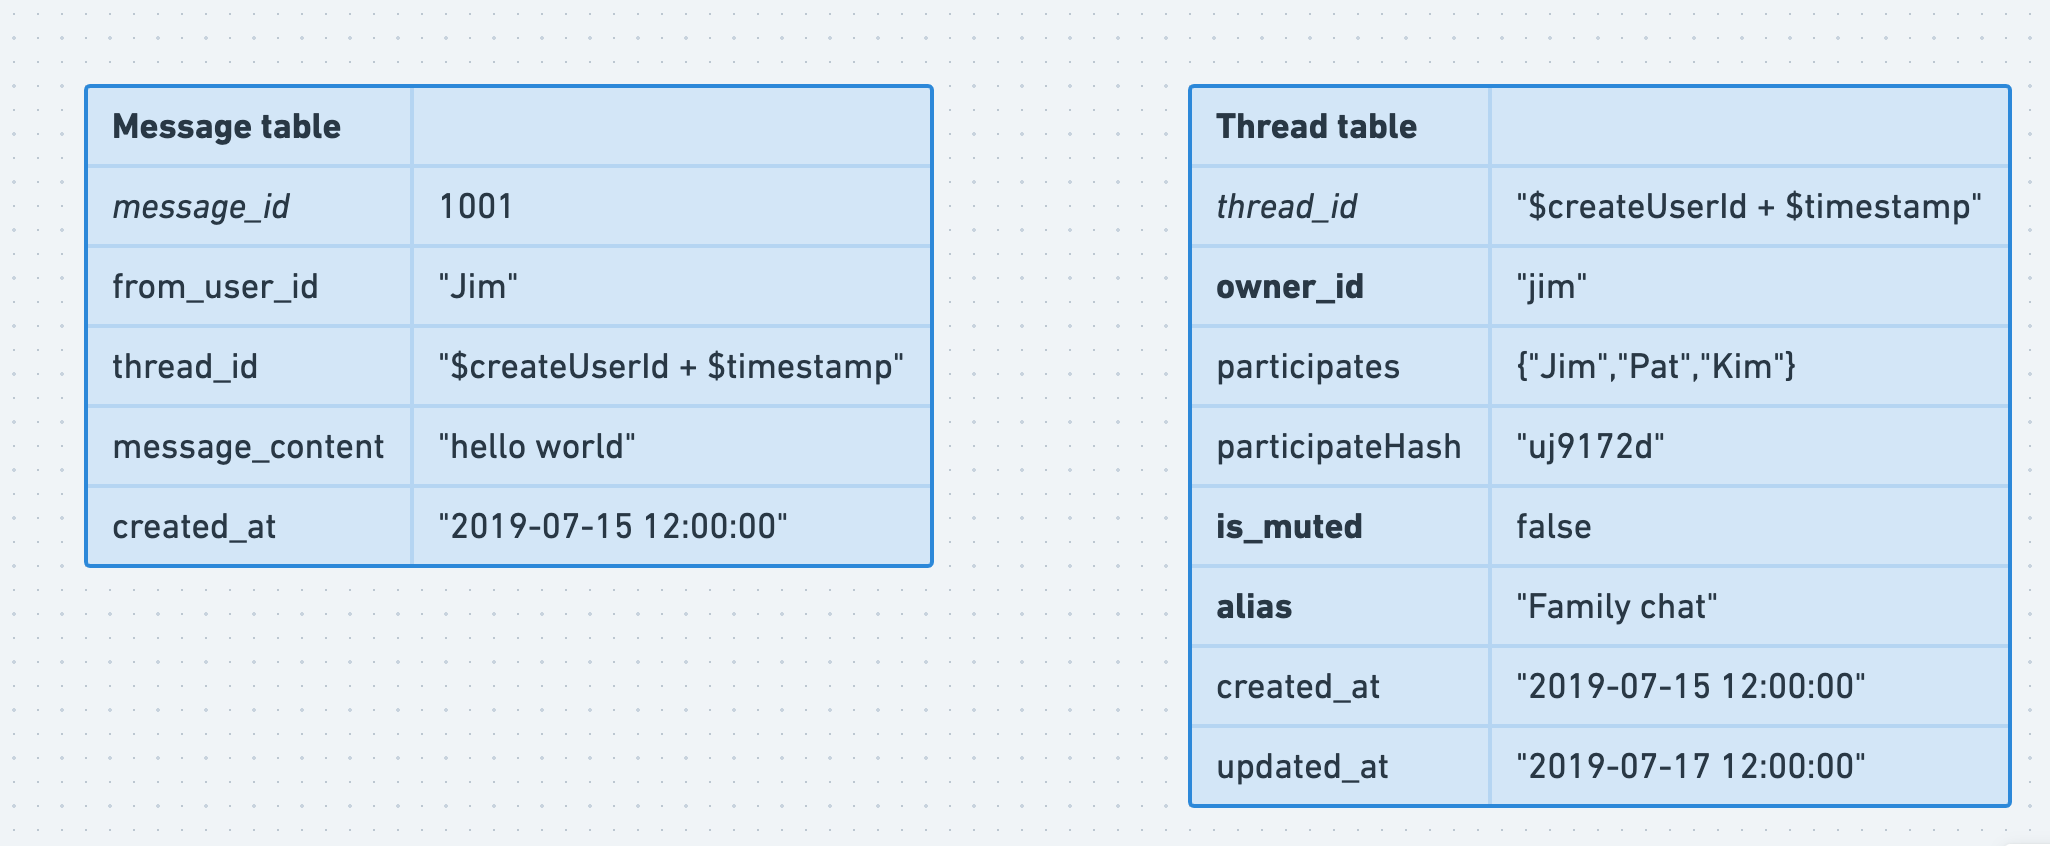 Message table
message_id 1001
from_user_id "Jim"
thread_id "$createUserId + $timestamp"
message_content "hello world"
created_at "2019-07-15 12:00:00"
Thread table
thread_id "$createUserId + $timestamp"
owner_id "jim"
participates {"Jim","Pat","Kim"}
participateHash "uj9172d"
is_muted false
alias "Family chat"
created_at "2019-07-15 12:00:00"
updated_at "2019-07-17 12:00:00"